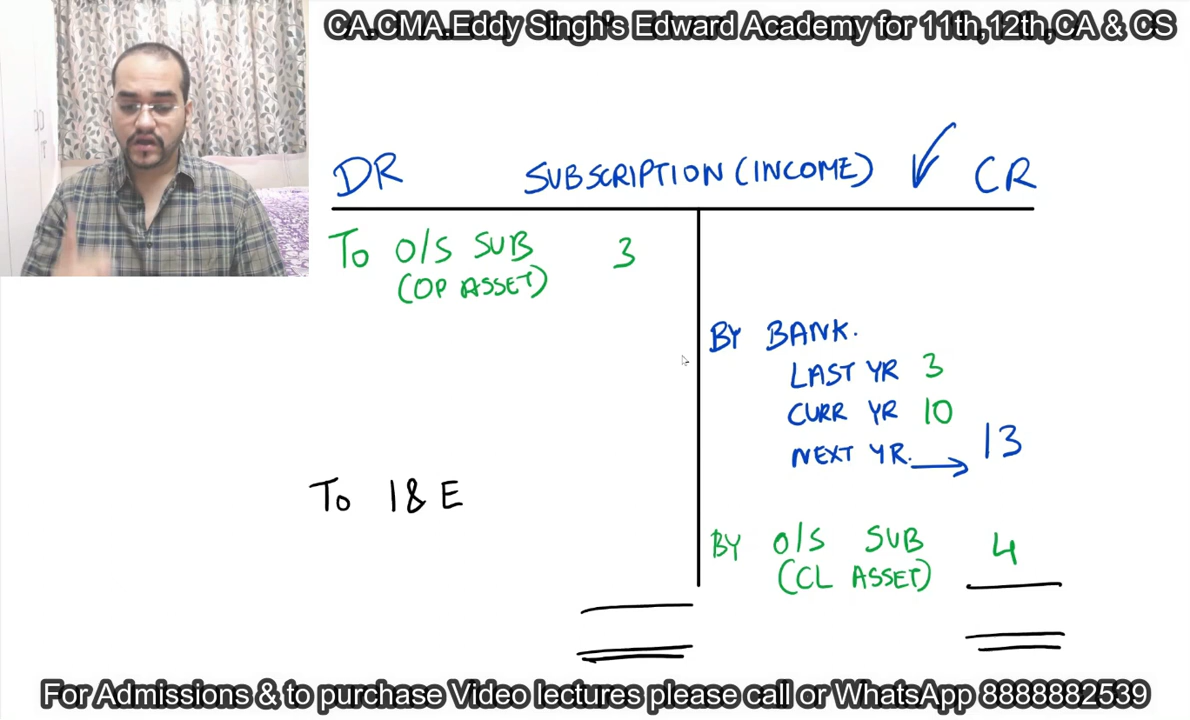 CA.CMA.Eddy Singh's Edward Academy for 11th,12th,CA & CS
DR SUBSCRIPTION (INCOME) CR
To O/S SUB 3
(OP ASSET)
BY BANK.
LAST YR 3
CURR YR 10
NEXT YR. 13
To I & E
BY O/S SUB 4
(CL ASSET)
For Admissions & to purchase Video lectures please call or WhatsApp 8888882539